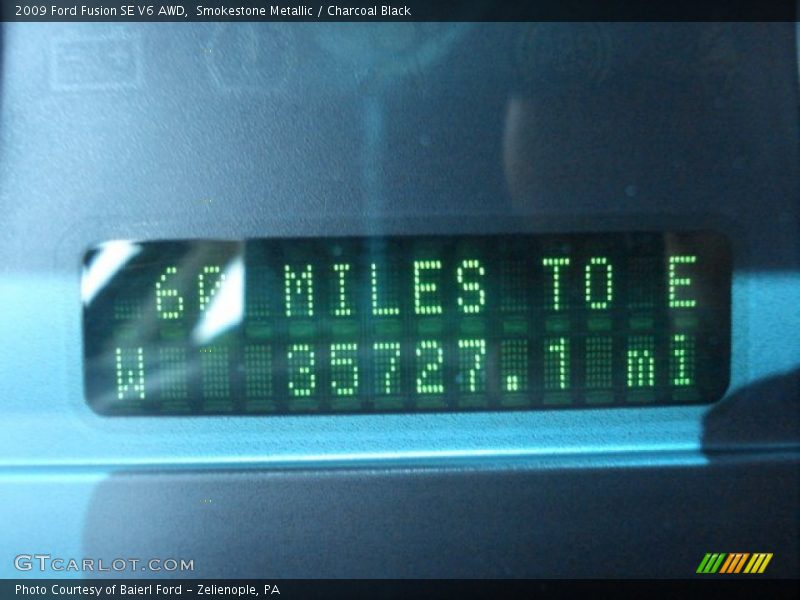 2009 Ford Fusion SE V6 AWD,  Smokestone Metallic / Charcoal Black
MILES TO E
W 35727.1 mi
GTCARLOT.COM
Photo Courtesy of Baierl Ford - Zelienople, PA